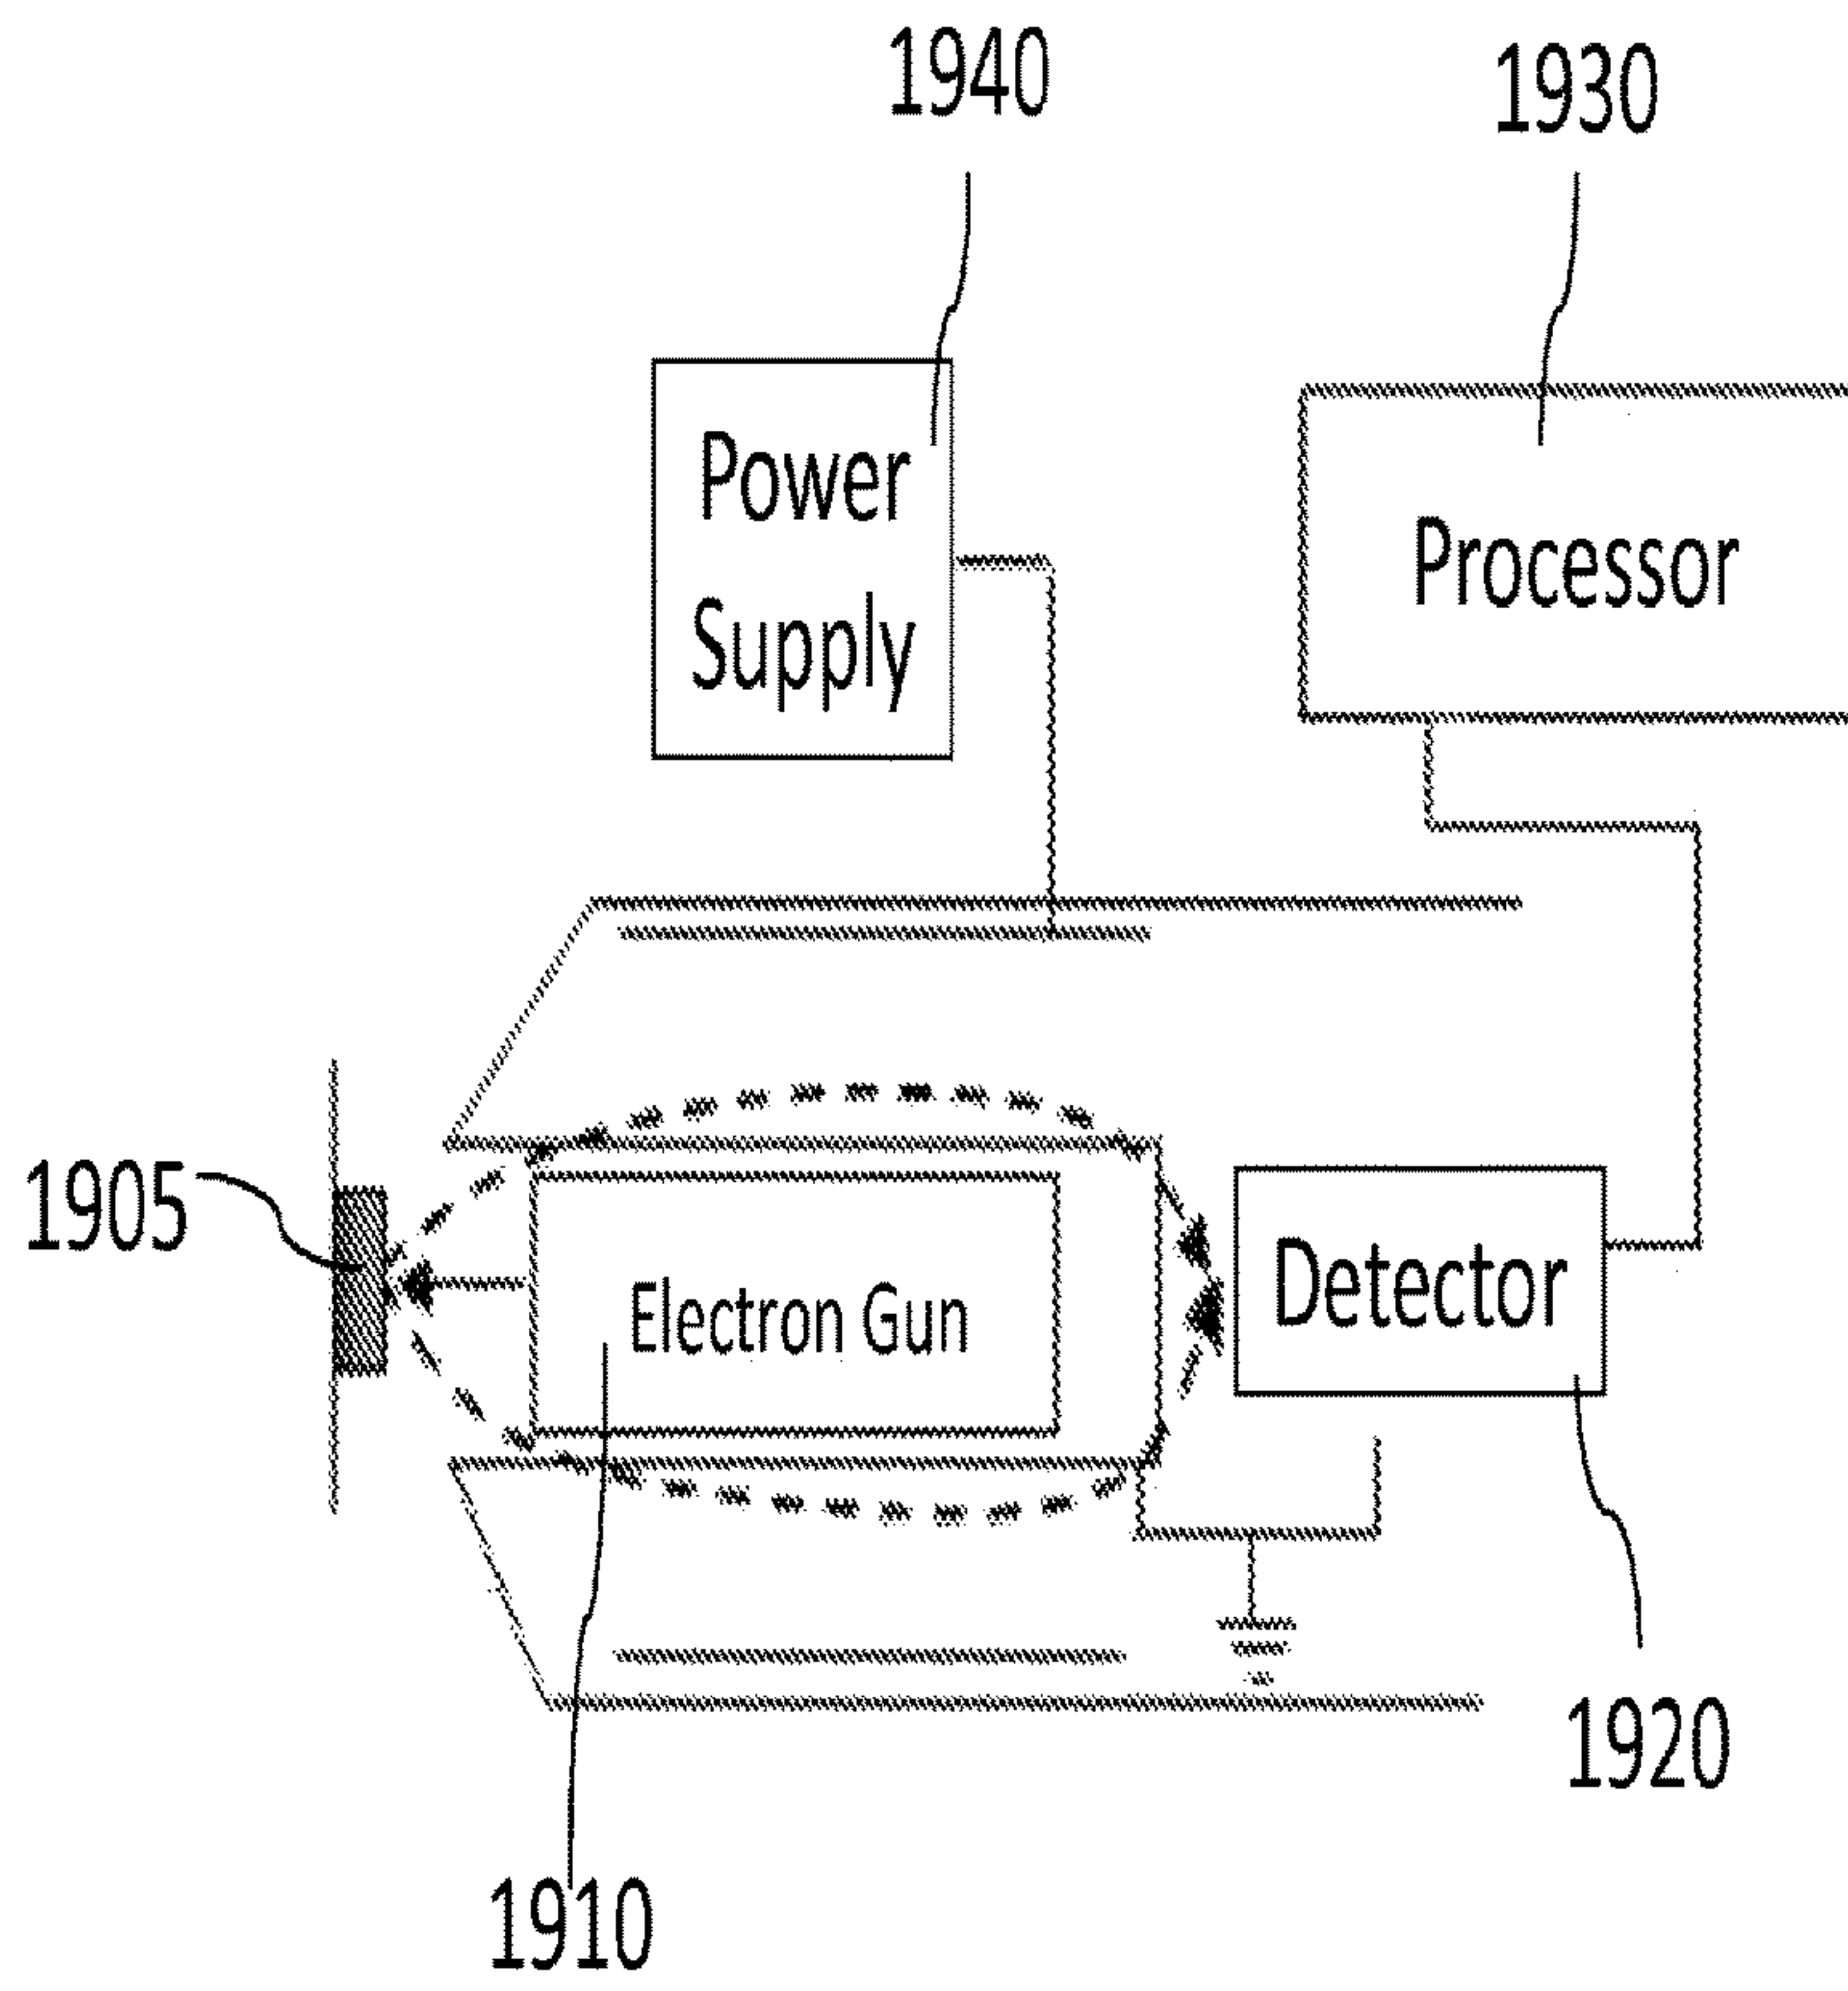 1940
1930
Power
Supply
Processor
1905
Electron Gun
Detector
1920
1910